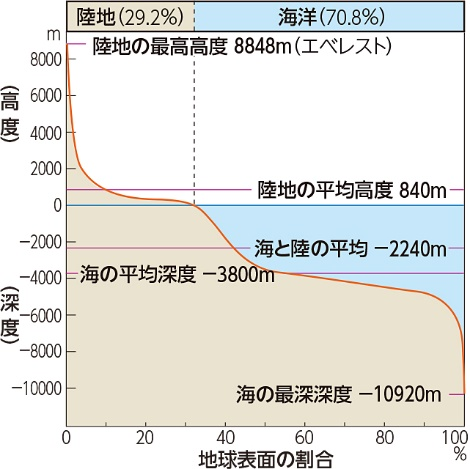 陸地(29.2%)
海洋(70.8%)
m
陸地の最高高度 8848m(エベレスト)
8000
6000
(高度)
4000
2000
陸地の平均高度 840m
0
海と陸の平均 −2240m
−2000
海の平均深度 −3800m
−4000
(深度)
−6000
−8000
海の最深深度 −10920m
−10000
0
20
40
60
80
100
%
地球表面の割合